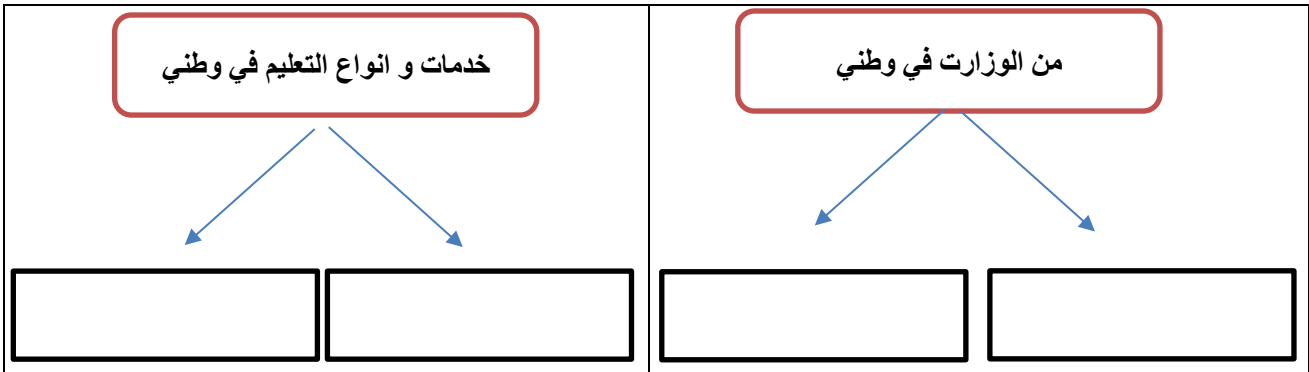 من الوزارت في وطني
خدمات و انواع التعليم في وطني